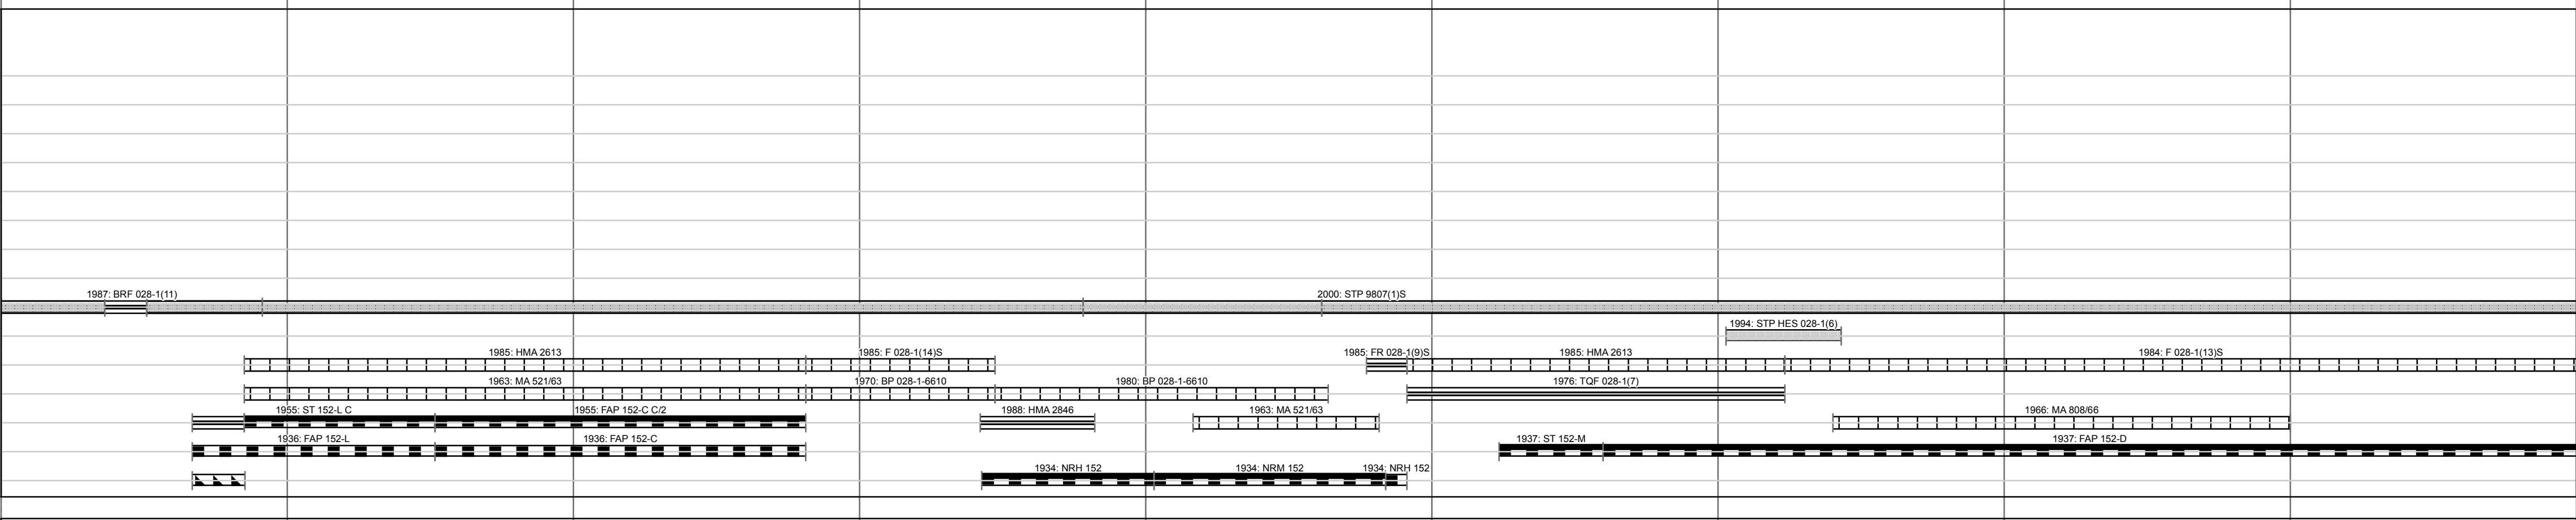 1987: BRF 028-1(11)
2000: STP 9807(1)S
1994: STP HES 028-1(6)
1985: HMA 2613
1985: F 028-1(14)S
1985: FR 028-1(9)S
1985: HMA 2613
1984: F 028-1(13)S
1963: MA 521/63
1970: BP 028-1-6610
1980: BP 028-1-6610
1976: TQF 028-1(7)
1955: ST 152-L C
1955: FAP 152-C C/2
1988: HMA 2846
1963: MA 521/63
1966: MA 808/66
1936: FAP 152-L
1936: FAP 152-C
1937: ST 152-M
1937: FAP 152-D
1934: NRH 152
1934: NRM 152
1934: NRH 152